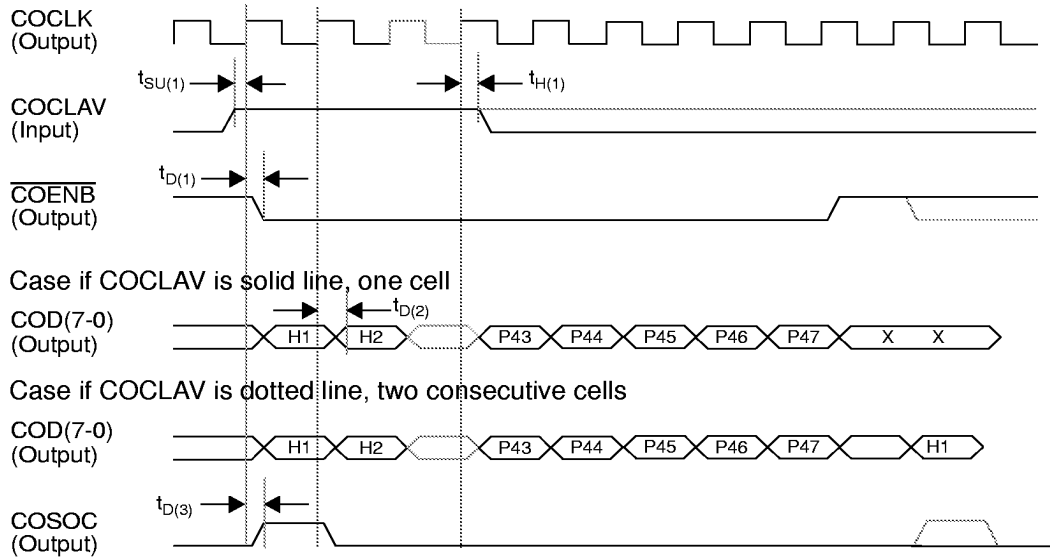 COCLK
(Output)
tSU(1)
tH(1)
COCLAV
(Input)
tD(1)
COENB
(Output)
Case if COCLAV is solid line, one cell
tD(2)
COD(7-0)
(Output)
H1 H2 P43 P44 P45 P46 P47 X X
Case if COCLAV is dotted line, two consecutive cells
COD(7-0)
(Output)
H1 H2 P43 P44 P45 P46 P47 H1
tD(3)
COSOC
(Output)